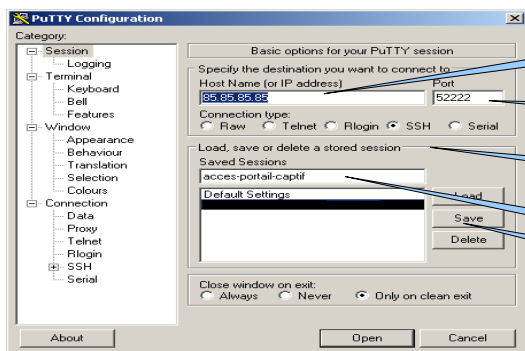 PuTTY Configuration
Category:
Session
Logging
Terminal
Keyboard
Bell
Features
Window
Appearance
Behaviour
Translation
Selection
Colours
Connection
Data
Proxy
Telnet
Rlogin
SSH
Serial
Basic options for your PuTTY session
Specify the destination you want to connect to
Host Name (or IP address) Port
85.85.85.85 52222
Connection type:
Raw Telnet Rlogin SSH Serial
Load, save or delete a stored session
Saved Sessions
acces-portail-captif
Default Settings
Load
Save
Delete
Close window on exit:
Always Never Only on clean exit
About Open Cancel